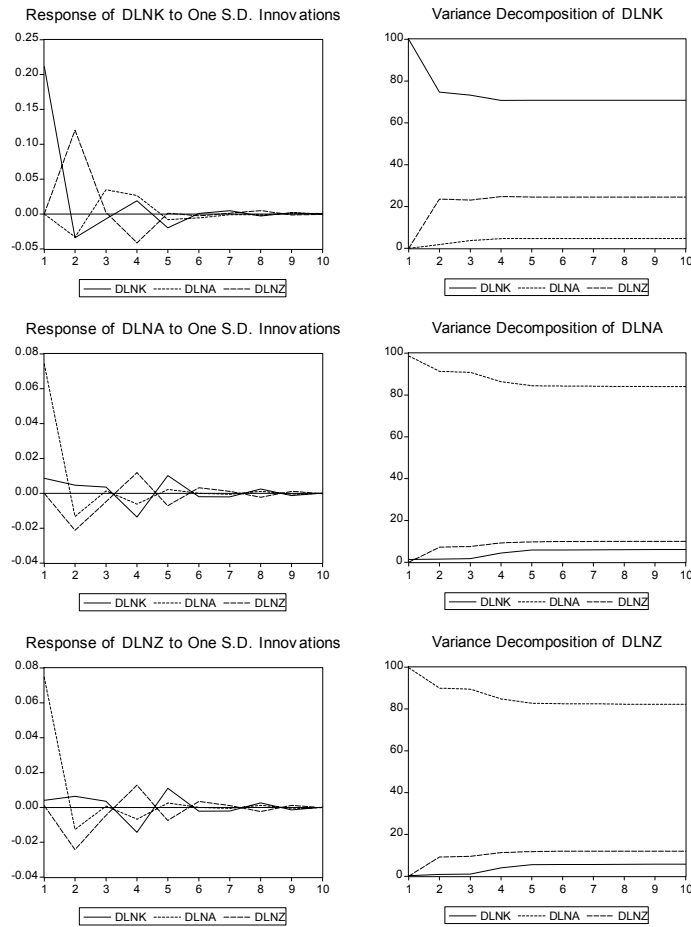 Response of DLNK to One S.D. Innovations
0.25
0.20
0.15
0.10
0.05
0.00
-0.05
1 2 3 4 5 6 7 8 9 10
DLNK DLNA DLNZ
Variance Decomposition of DLNK
100
80
60
40
20
0
1 2 3 4 5 6 7 8 9 10
DLNK DLNA DLNZ
Response of DLNA to One S.D. Innovations
0.08
0.06
0.04
0.02
0.00
-0.02
-0.04
1 2 3 4 5 6 7 8 9 10
DLNK DLNA DLNZ
Variance Decomposition of DLNA
100
80
60
40
20
0
1 2 3 4 5 6 7 8 9 10
DLNK DLNA DLNZ
Response of DLNZ to One S.D. Innovations
0.08
0.06
0.04
0.02
0.00
-0.02
-0.04
1 2 3 4 5 6 7 8 9 10
DLNK DLNA DLNZ
Variance Decomposition of DLNZ
100
80
60
40
20
0
1 2 3 4 5 6 7 8 9 10
DLNK DLNA DLNZ